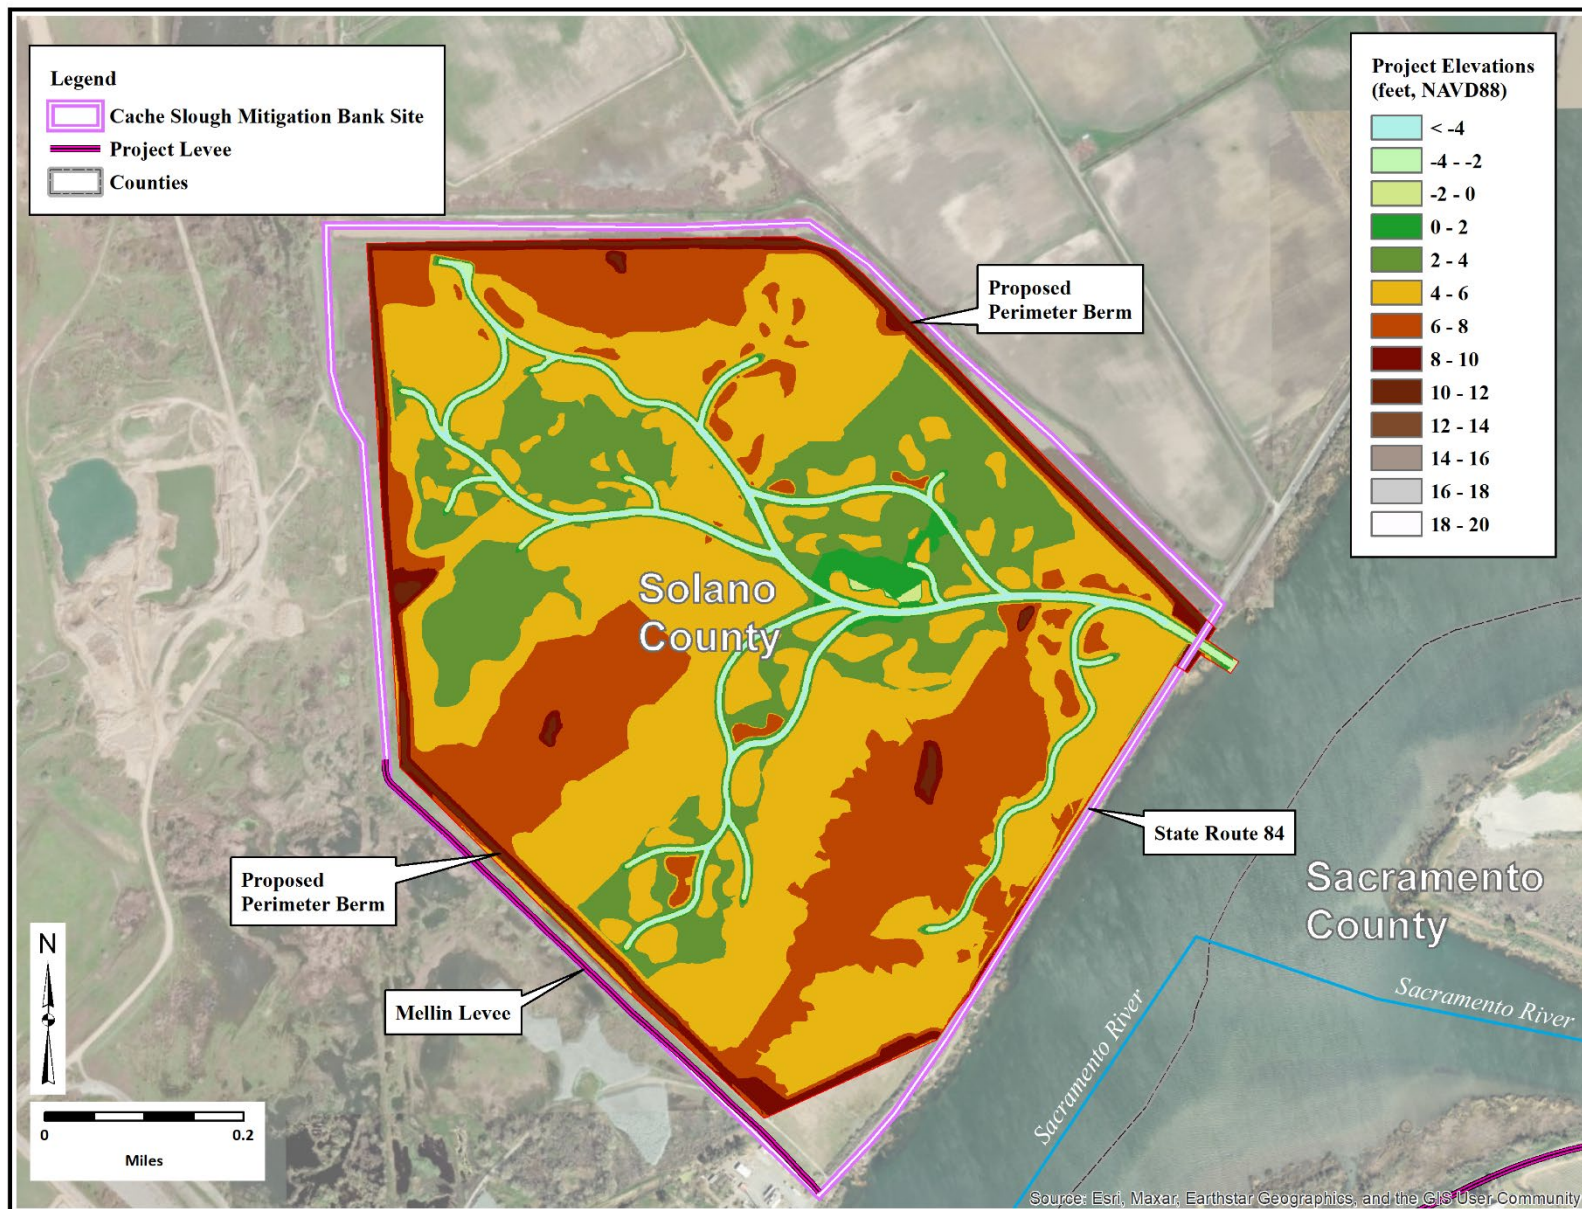 Legend
Cache Slough Mitigation Bank Site
Project Levee
Counties
Project Elevations
(feet, NAVD88)
< -4
-4 - -2
-2 - 0
0 - 2
2 - 4
4 - 6
6 - 8
8 - 10
10 - 12
12 - 14
14 - 16
16 - 18
18 - 20
Proposed
Perimeter Berm
Solano
County
State Route 84
Proposed
Perimeter Berm
Sacramento
County
Mellin Levee
Sacramento River
Sacramento River
N
0
0.2
Miles
Source: Esri, Maxar, Earthstar Geographics, and the GIS User Community